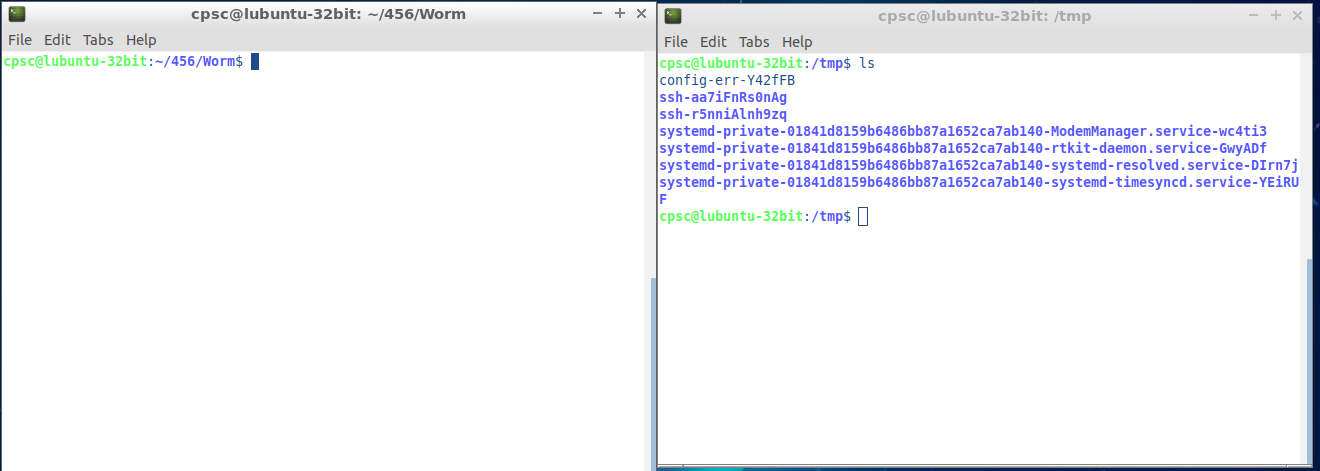 cpsc@lubuntu-32bit: ~/456/Worm
File Edit Tabs Help
cpsc@lubuntu-32bit:~/456/Worm$
cpsc@lubuntu-32bit: /tmp
File Edit Tabs Help
cpsc@lubuntu-32bit:/tmp$ ls
config-err-Y42fFB
ssh-aa7iFnRs0nAg
ssh-r5nniAlnh9zq
systemd-private-01841d8159b6486bb87a1652ca7ab140-ModemManager.service-wc4ti3
systemd-private-01841d8159b6486bb87a1652ca7ab140-rtkit-daemon.service-GwyADf
systemd-private-01841d8159b6486bb87a1652ca7ab140-systemd-resolved.service-DIrn7j
systemd-private-01841d8159b6486bb87a1652ca7ab140-systemd-timesyncd.service-YEiRU
F
cpsc@lubuntu-32bit:/tmp$